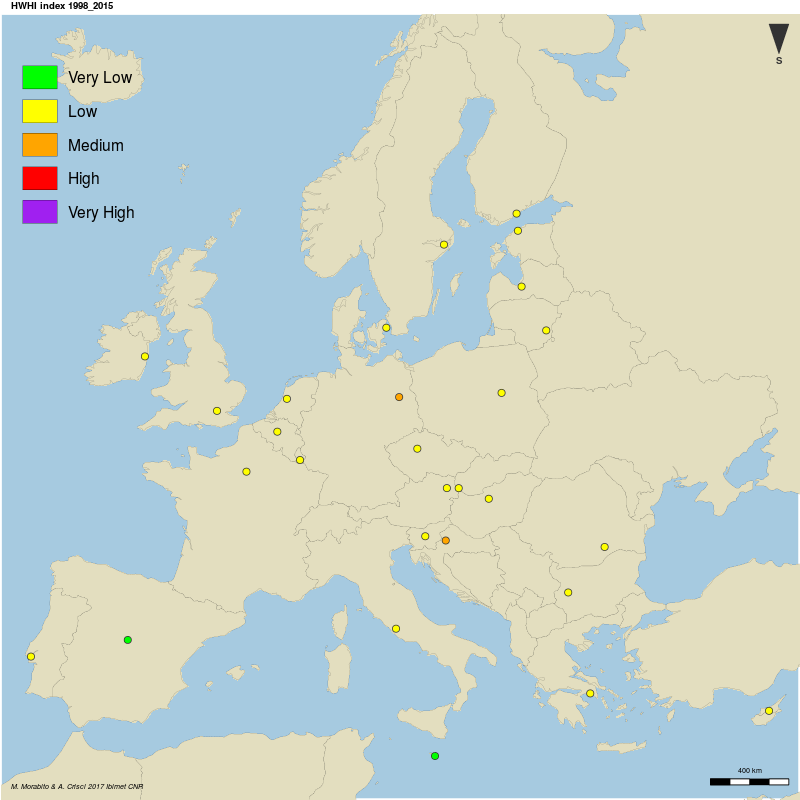 HWHI index 1998_2015
S
Very Low
Low
Medium
High
Very High
400 km
M. Morabito & A. Crisci 2017 Ibimet CNR